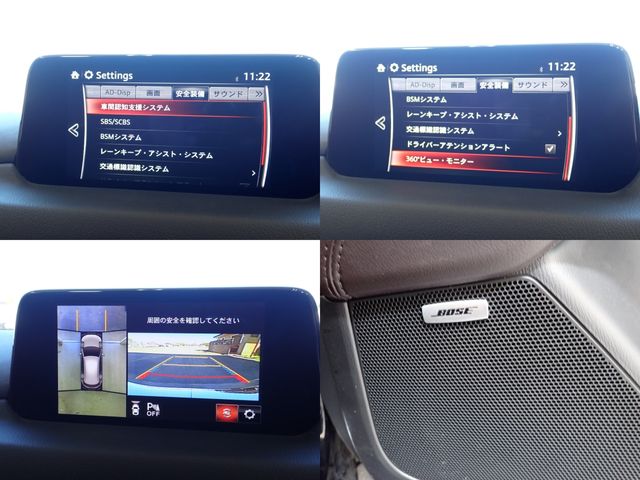 Settings
11:22
AD-Disp 画面 安全装備 サウンド
車間認知支援システム
SBS/SCBS
BSMシステム
レーンキープ・アシスト・システム
交通標識認識システム
Settings
11:22
AD-Disp 画面 安全装備 サウンド
BSMシステム
レーンキープ・アシスト・システム
交通標識認識システム
ドライバーアテンションアラート
360°ビュー・モニター
周囲の安全を確認してください
P
OFF
BOSE